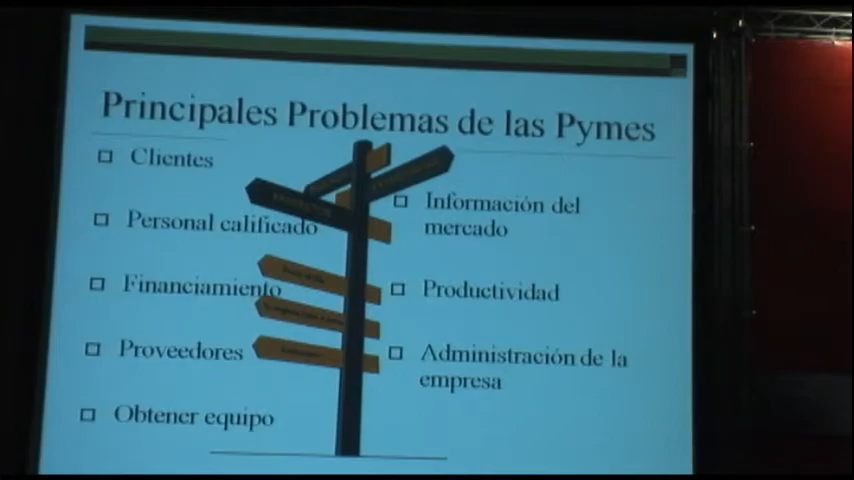 Principales Problemas de las Pymes
Clientes
Personal calificado
Financiamiento
Proveedores
Obtener equipo
Información del
mercado
Productividad
Administración de la
empresa